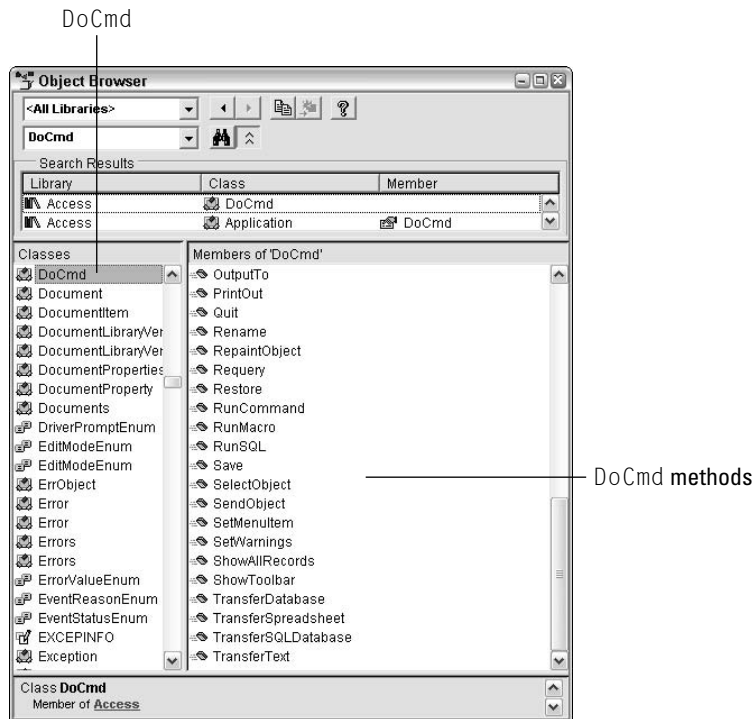 DoCmd
Object Browser
<All Libraries>
DoCmd
Search Results
Library Class Member
Access DoCmd
Access Application DoCmd
Classes
DoCmd
Document
DocumentItem
DocumentLibraryVer
DocumentLibraryVer
DocumentProperties
DocumentProperty
Documents
DriverPromptEnum
EditModeEnum
EditModeEnum
ErrObject
Error
Error
Errors
Errors
ErrorValueEnum
EventReasonEnum
EventStatusEnum
EXCEPINFO
Exception
Members of 'DoCmd'
OutputTo
PrintOut
Quit
Rename
RepaintObject
Requery
Restore
RunCommand
RunMacro
RunSQL
Save
SelectObject
SendObject
SetMenuItem
SetWarnings
ShowAllRecords
ShowToolbar
TransferDatabase
TransferSpreadsheet
TransferSQLDatabase
TransferText
DoCmd methods
Class DoCmd
Member of Access